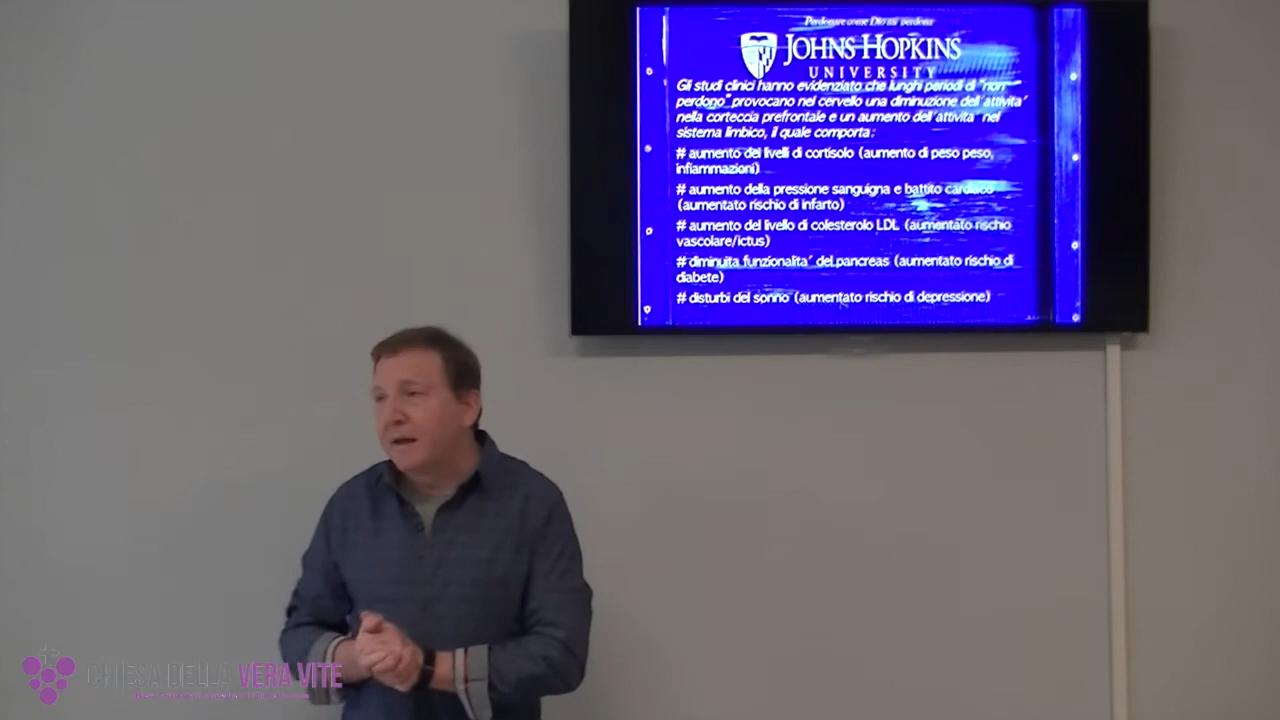 Perdonare come Dio mi perdona
JOHNS HOPKINS
UNIVERSITY
Gli studi clinici hanno evidenziato che lunghi periodi di "non
perdogo" provocano nel cervello una diminuzione dell'attivita'
nella corteccia prefrontale e un aumento dell'attivita' nel
sistema limbico, il quale comporta:
# aumento dei livelli di cortisolo (aumento di peso peso,
infiammazioni)
# aumento della pressione sanguigna e battito cardiaco
(aumentato rischio di infarto)
# aumento del livello di colesterolo LDL (aumentato rischio
vascolare/ictus)
# diminuita funzionalita' del pancreas (aumentato rischio di
diabete)
# disturbi del sonno (aumentato rischio di depressione)
CHIESA DELLA VERA VITE